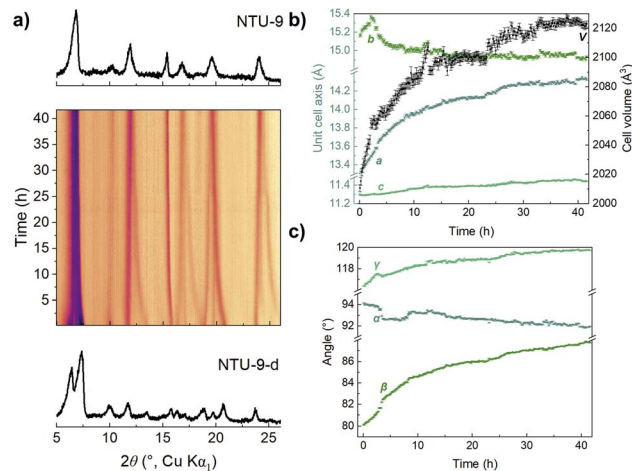 a)
NTU-9
Time (h)
40
35
30
25
20
15
10
5
NTU-9-d
5 10 15 20 25
2θ (°, Cu Kα1)
b)
15.4
15.2
15.0
14.2
14.0
13.8
13.6
13.4
11.4
11.2
Unit cell axis (Å)
b
V
a
c
2120
2100
2080
2060
2040
2020
2000
Cell volume (Å3)
0 10 20 30 40
Time (h)
c)
120
118
94
92
86
84
82
80
Angle (°)
γ
α
β
0 10 20 30 40
Time (h)